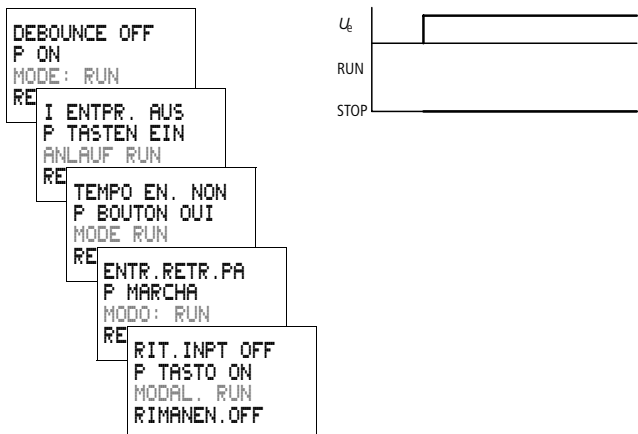 DEBOUNCE OFF
P ON
MODE: RUN
RE
I ENTPR. AUS
P TASTEN EIN
ANLAUF RUN
RE
TEMPO EN. NON
P BOUTON OUI
MODE RUN
RE
ENTR.RETR.PA
P MARCHA
MODO: RUN
RE
RIT.INPT OFF
P TASTO ON
MODAL. RUN
RIMANEN.OFF
Ue
RUN
STOP